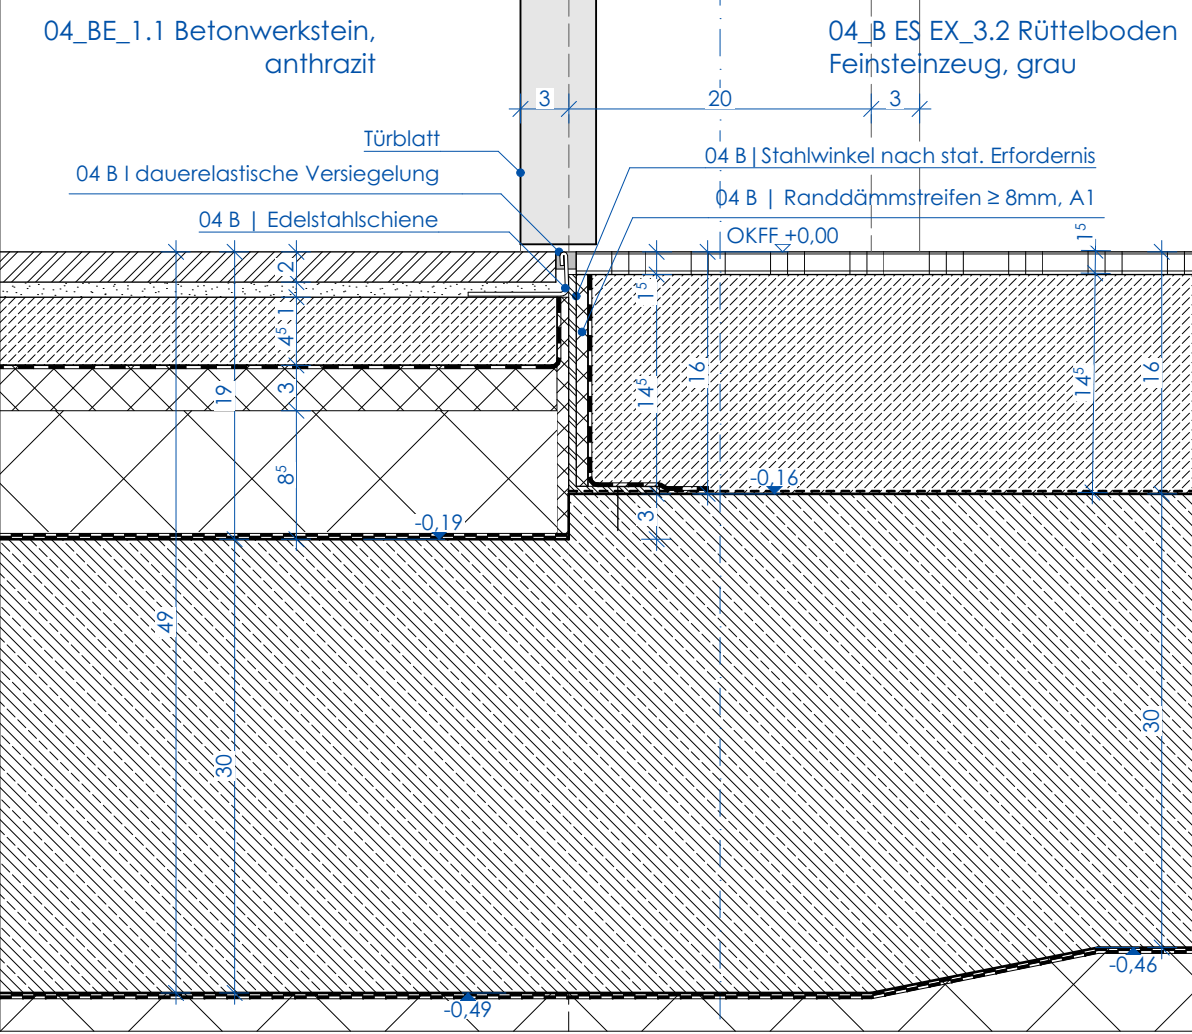 04_BE_1.1 Betonwerkstein,
anthrazit
04_B ES EX_3.2 Rüttelboden
Feinsteinzeug, grau
3
20
3
Türblatt
04 B I dauerelastische Versiegelung
04 B | Edelstahlschiene
04 B | Stahlwinkel nach stat. Erfordernis
04 B | Randdämmstreifen ≥ 8mm, A1
OKFF +0,00
1⁵
2
1
4⁵
3
8⁵
19
49
30
1⁵
14⁵
16
3
14⁵
16
30
-0,16
-0,19
-0,46
-0,49